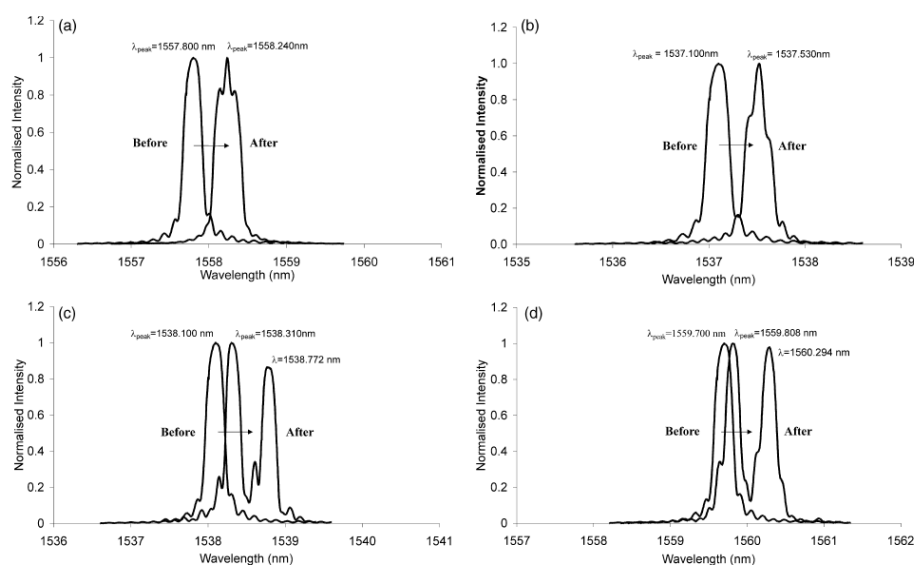 (a)
1.2
1
0.8
0.6
0.4
0.2
0
Normalised Intensity
λpeak=1557.800 nm
λpeak=1558.240nm
Before
After
1556
1557
1558
1559
1560
1561
Wavelength (nm)
(b)
1.2
1
0.8
0.6
0.4
0.2
0
Normalised Intensity
λpeak = 1537.100nm
λpeak = 1537.530nm
Before
After
1535
1536
1537
1538
1539
Wavelength (nm)
(c)
1.2
1
0.8
0.6
0.4
0.2
0
Normalised Intensity
λpeak=1538.100 nm
λpeak=1538.310nm
λ=1538.772 nm
Before
After
1536
1537
1538
1539
1540
1541
Wavelength (nm)
(d)
1.2
1
0.8
0.6
0.4
0.2
0
Normalised Intensity
λpeak=1559.700 nm
λpeak=1559.808 nm
λ=1560.294 nm
Before
After
1557
1558
1559
1560
1561
1562
Wavelength (nm)